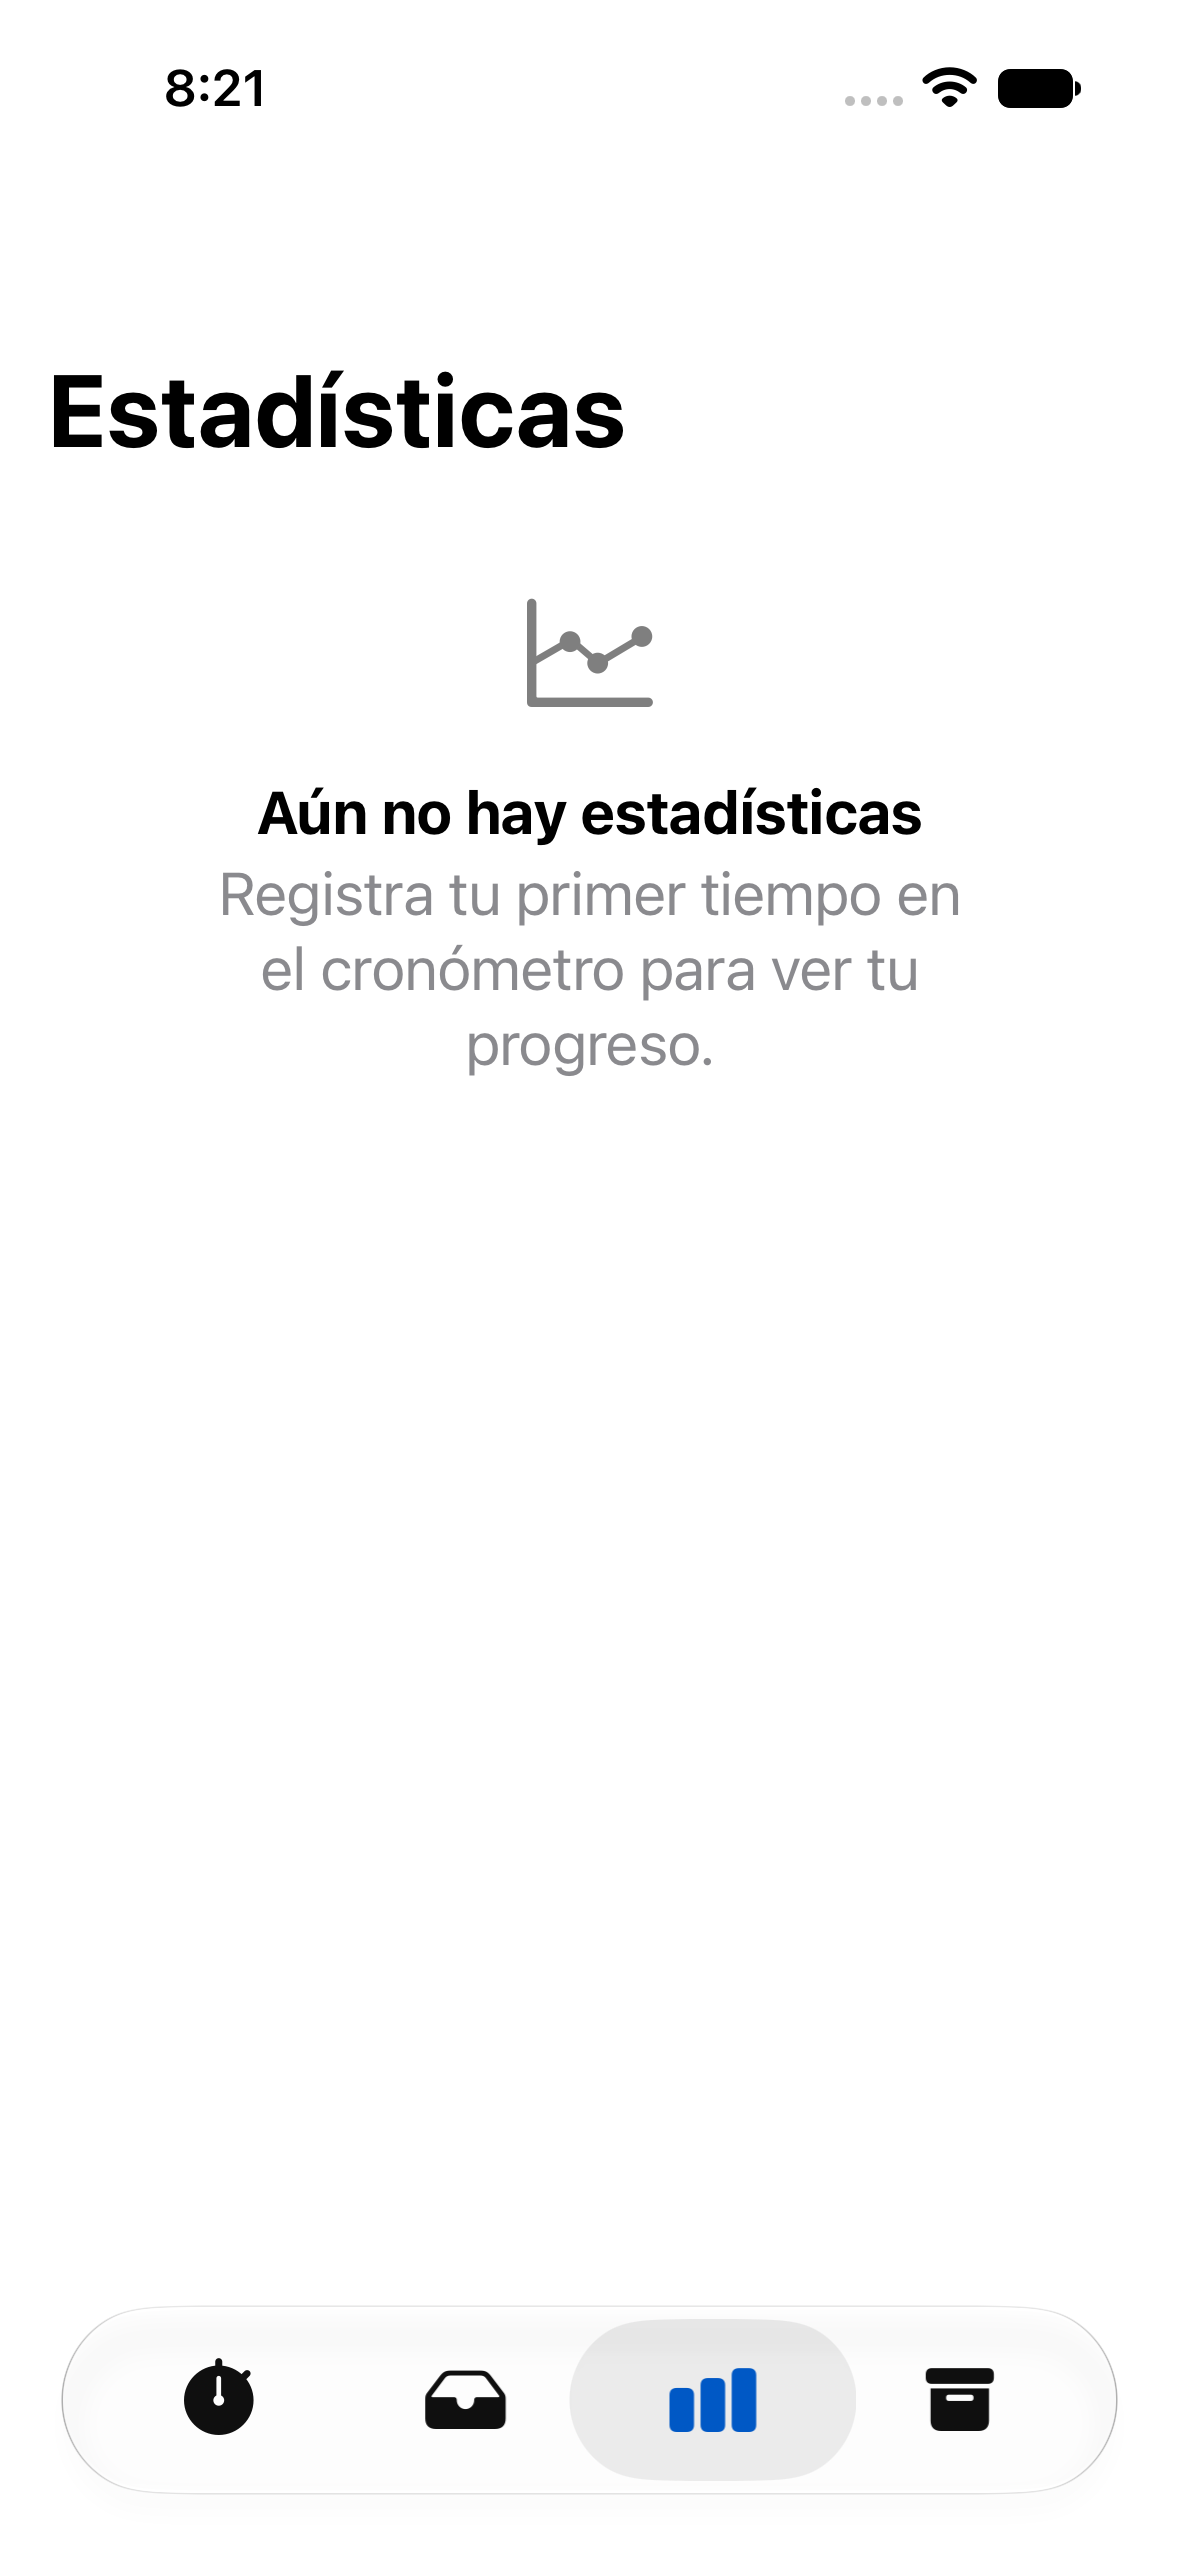 8:21
Estadísticas
Aún no hay estadísticas
Registra tu primer tiempo en
el cronómetro para ver tu
progreso.